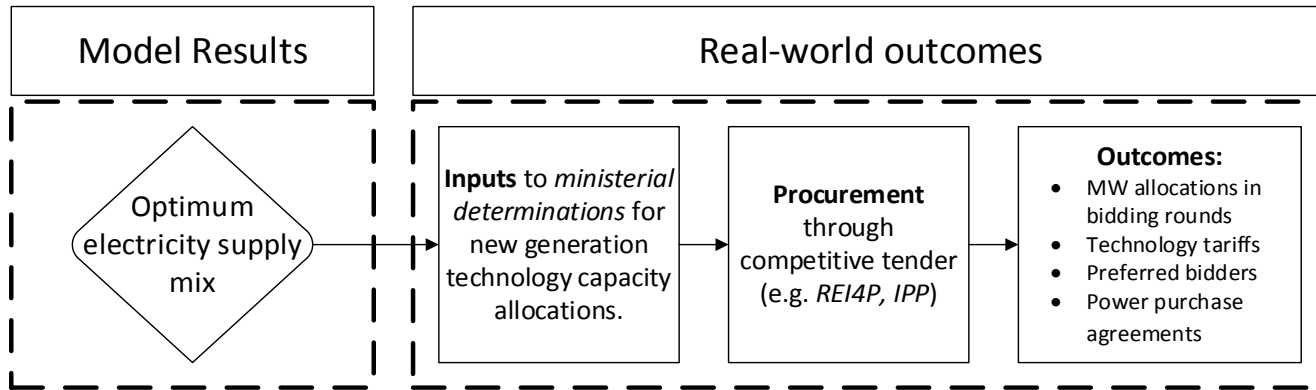 Model Results
Real-world outcomes
Optimum
electricity supply
mix
Inputs to ministerial
determinations for
new generation
technology capacity
allocations.
Procurement
through
competitive tender
(e.g. REI4P, IPP)
Outcomes:
• MW allocations in
bidding rounds
• Technology tariffs
• Preferred bidders
• Power purchase
agreements